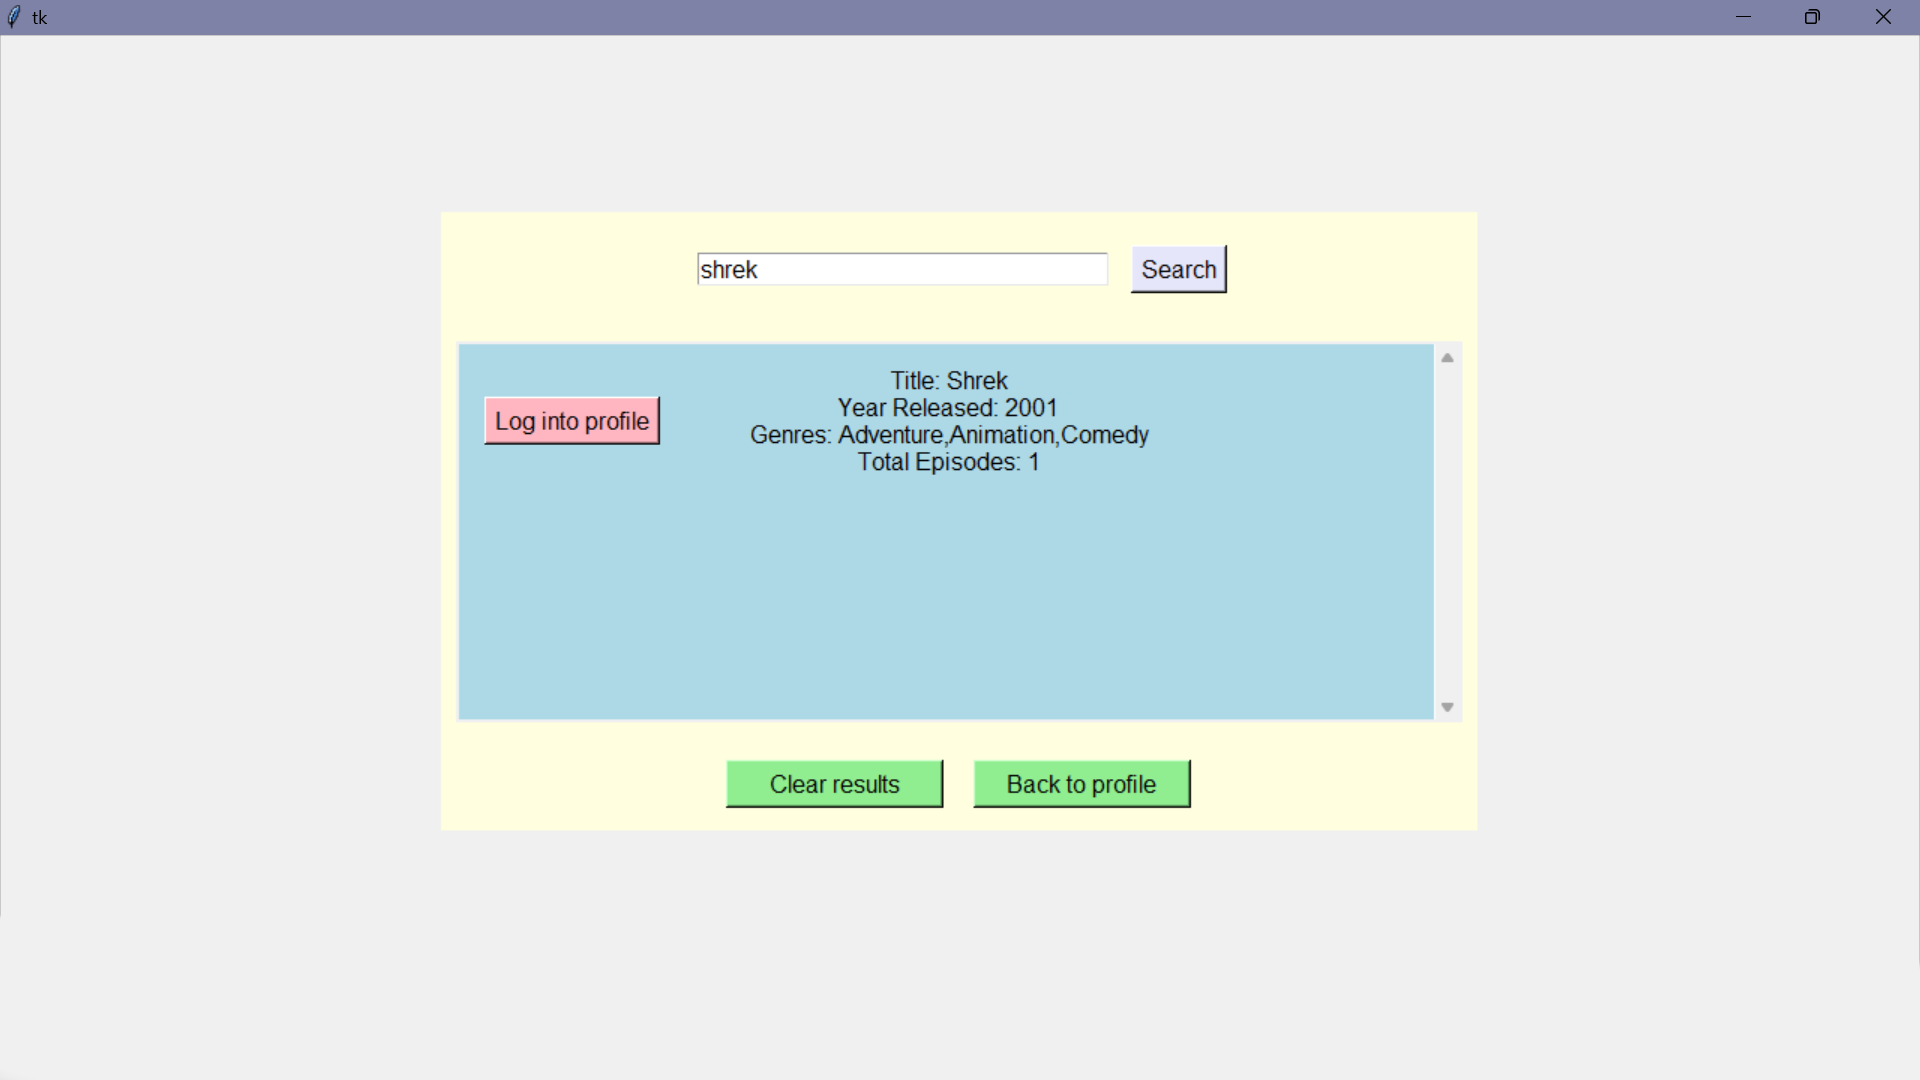 tk
shrek
Search
Log into profile
Title: Shrek
Year Released: 2001
Genres: Adventure,Animation,Comedy
Total Episodes: 1
Clear results
Back to profile